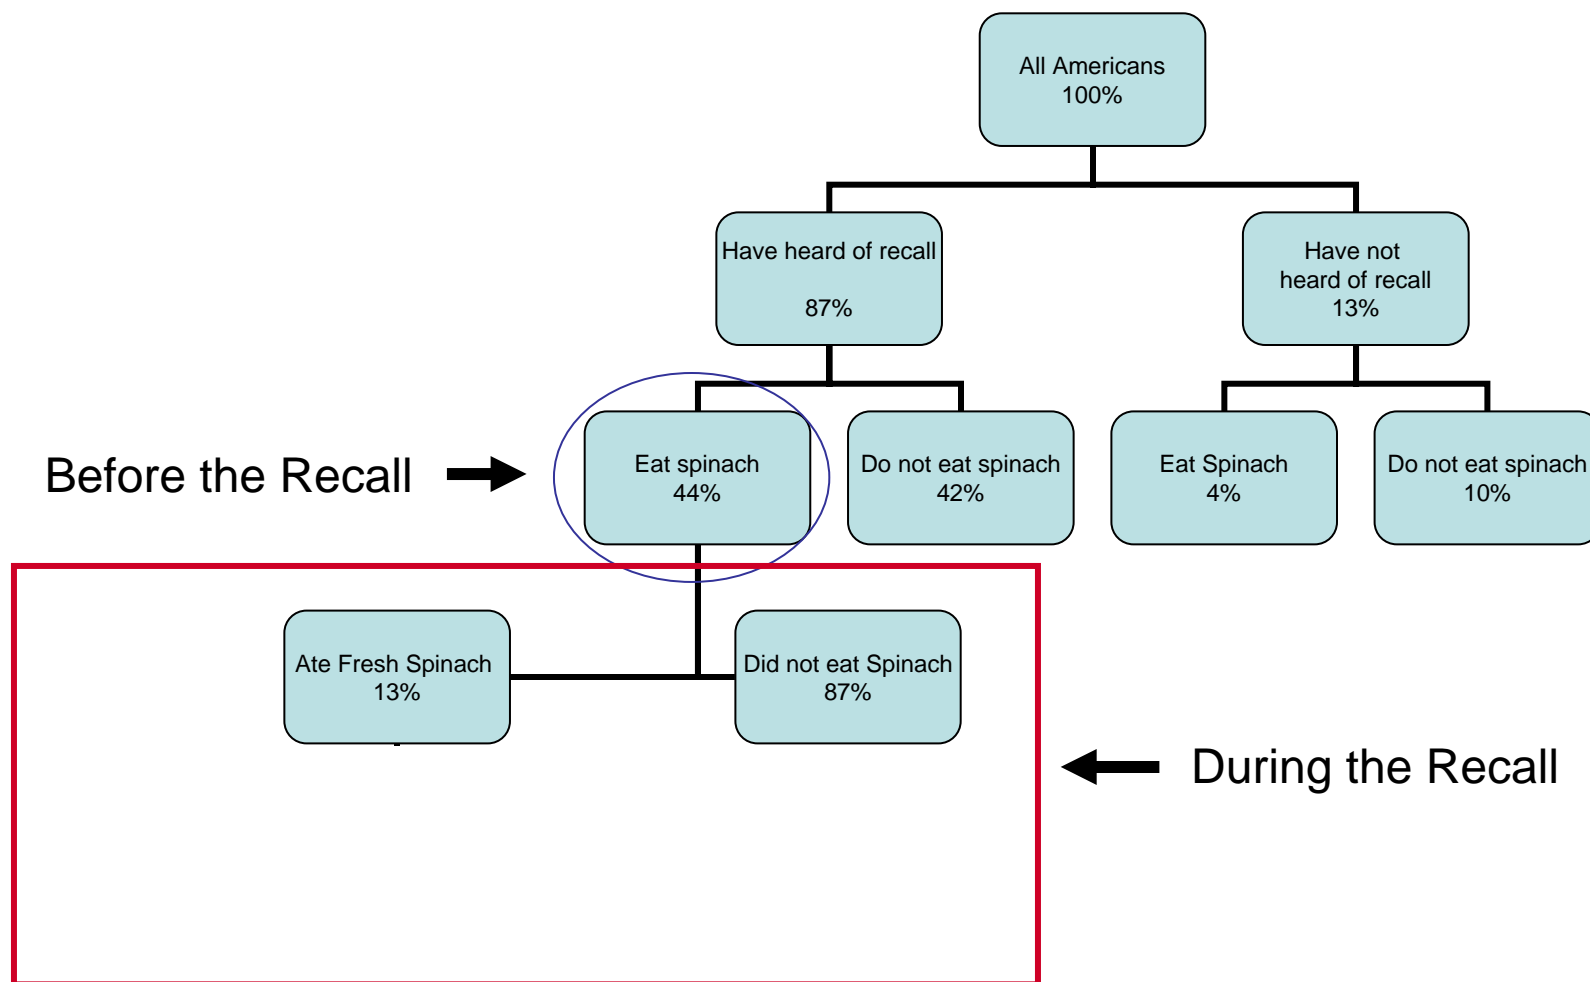 All Americans
100%
Have heard of recall
87%
Have not
heard of recall
13%
Before the Recall
Eat spinach
44%
Do not eat spinach
42%
Eat Spinach
4%
Do not eat spinach
10%
Ate Fresh Spinach
13%
Did not eat Spinach
87%
During the Recall